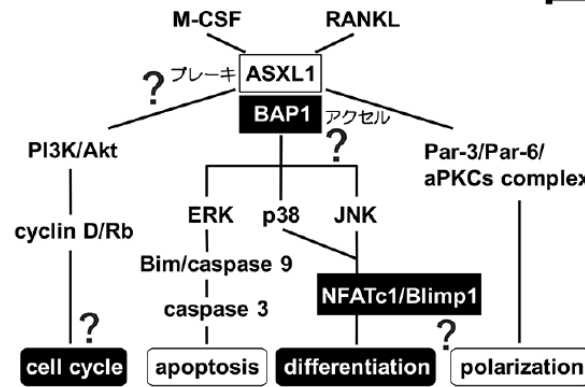 M-CSF
RANKL
ブレーキ
ASXL1
?
BAP1
アクセル
?
PI3K/Akt
Par-3/Par-6/
aPKCs complex
ERK
p38
JNK
cyclin D/Rb
Bim/caspase 9
NFATc1/Blimp1
caspase 3
?
?
cell cycle
apoptosis
differentiation
polarization